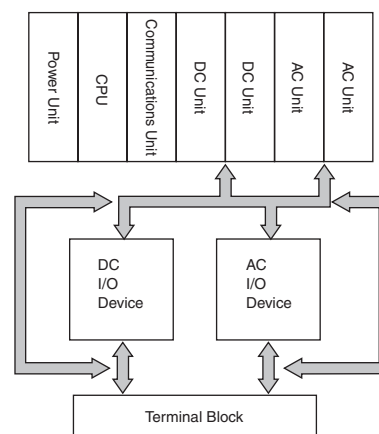 Power Unit
CPU
Communications Unit
DC Unit
DC Unit
AC Unit
AC Unit
DC
I/O
Device
AC
I/O
Device
Terminal Block